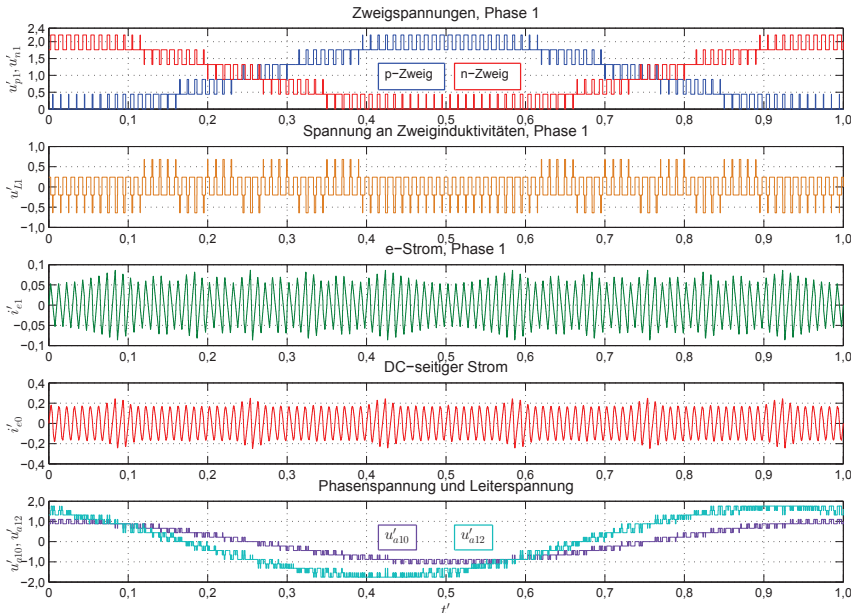 Zweigspannungen, Phase 1
u′p1, u′n1
2,4
2,0
1,5
1,0
0,5
0
p−Zweig
n−Zweig
0 0,1 0,2 0,3 0,4 0,5 0,6 0,7 0,8 0,9 1,0
Spannung an Zweiginduktivitäten, Phase 1
u′L1
1,0
0,5
0
−0,5
−1,0
0 0,1 0,2 0,3 0,4 0,5 0,6 0,7 0,8 0,9 1,0
e−Strom, Phase 1
i′e1
0,1
0,05
0
−0,05
−0,1
0 0,1 0,2 0,3 0,4 0,5 0,6 0,7 0,8 0,9 1,0
DC−seitiger Strom
i′e0
0,4
0,2
0
−0,2
−0,4
0 0,1 0,2 0,3 0,4 0,5 0,6 0,7 0,8 0,9 1,0
Phasenspannung und Leiterspannung
u′a10, u′a12
2,0
1,0
0
−1,0
−2,0
u′a10
u′a12
0 0,1 0,2 0,3 0,4 0,5 0,6 0,7 0,8 0,9 1,0
t′